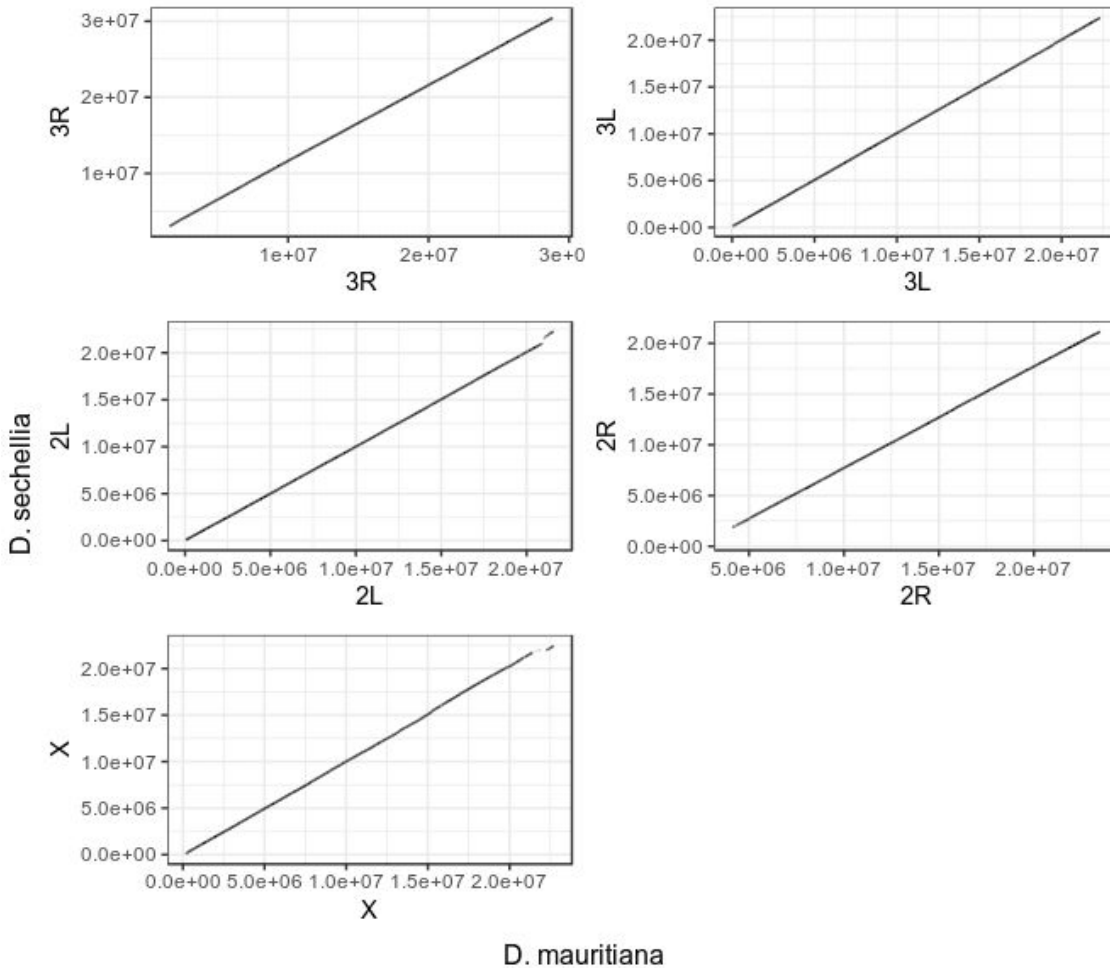 3R
3e+07
2e+07
1e+07
1e+07 2e+07 3e+0
3R
3L
2.0e+07
1.5e+07
1.0e+07
5.0e+06
0.0e+00
0.0e+00 5.0e+06 1.0e+07 1.5e+07 2.0e+07
3L
D. sechellia
2L
2.0e+07
1.5e+07
1.0e+07
5.0e+06
0.0e+00
0.0e+00 5.0e+06 1.0e+07 1.5e+07 2.0e+07
2L
2R
2.0e+07
1.5e+07
1.0e+07
5.0e+06
0.0e+00
5.0e+06 1.0e+07 1.5e+07 2.0e+07
2R
X
2.0e+07
1.5e+07
1.0e+07
5.0e+06
0.0e+00
0.0e+00 5.0e+06 1.0e+07 1.5e+07 2.0e+07
X
D. mauritiana